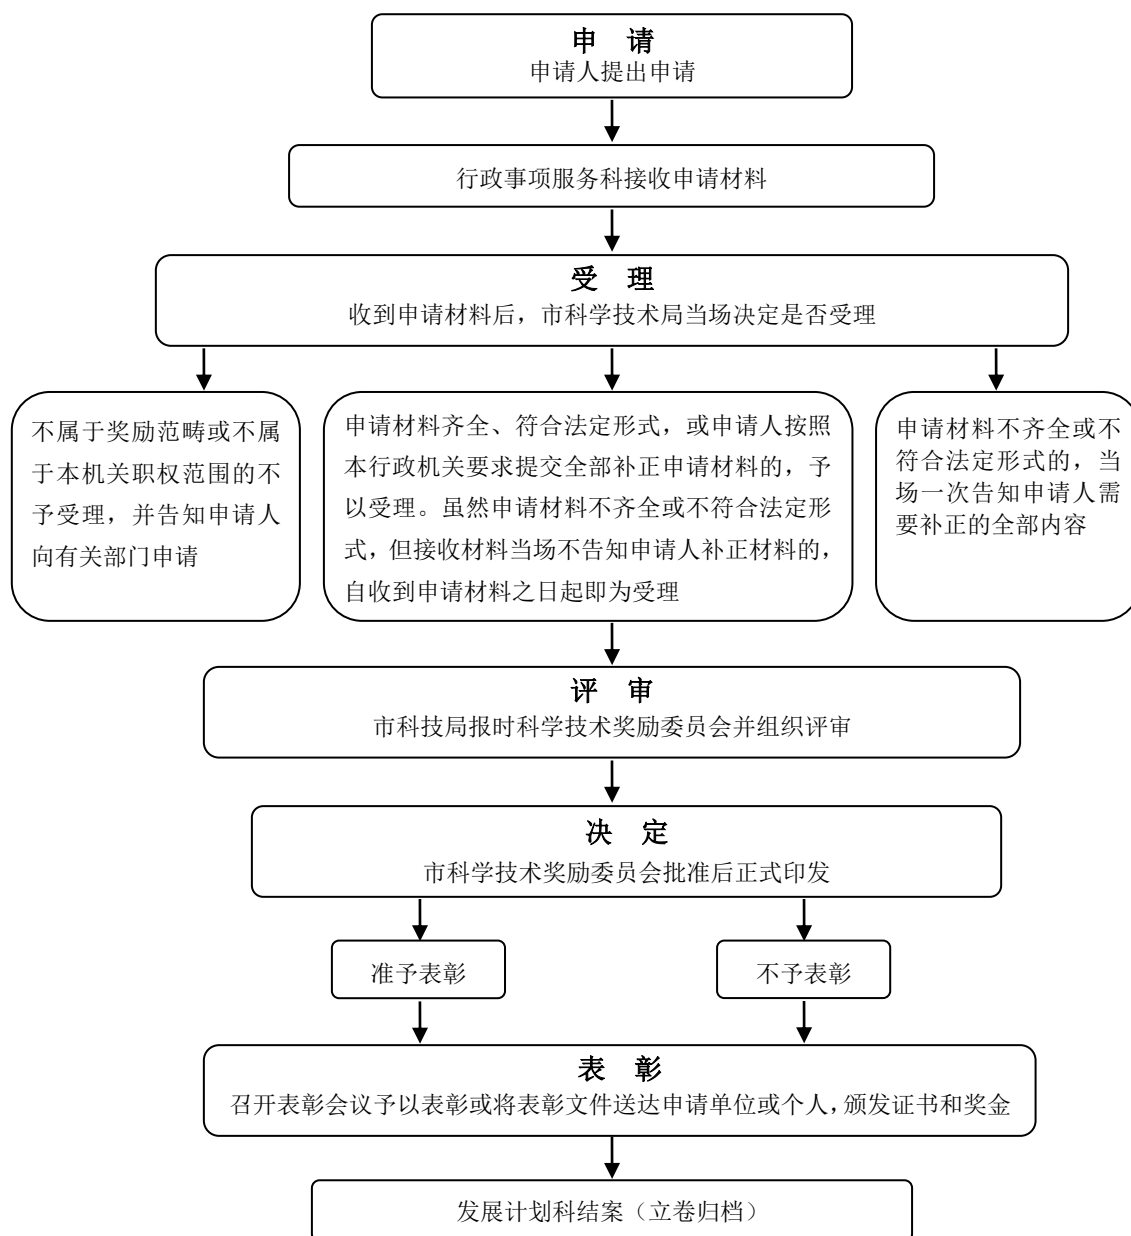 申 请
申请人提出申请
行政事项服务科接收申请材料
受 理
收到申请材料后，市科学技术局当场决定是否受理
不属于奖励范畴或不属
于本机关职权范围的不
予受理，并告知申请人
向有关部门申请
申请材料齐全、符合法定形式，或申请人按照
本行政机关要求提交全部补正申请材料的，予
以受理。虽然申请材料不齐全或不符合法定形
式，但接收材料当场不告知申请人补正材料的，
自收到申请材料之日起即为受理
申请材料不齐全或不
符合法定形式的，当
场一次告知申请人需
要补正的全部内容
评 审
市科技局报时科学技术奖励委员会并组织评审
决 定
市科学技术奖励委员会批准后正式印发
准予表彰
不予表彰
表 彰
召开表彰会议予以表彰或将表彰文件送达申请单位或个人，颁发证书和奖金
发展计划科结案（立卷归档）